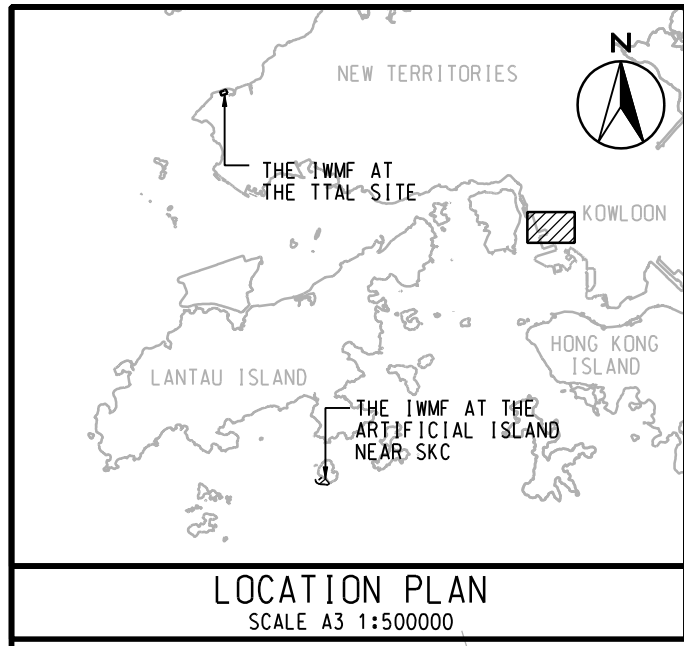 N
NEW TERRITORIES
THE IWMF AT
THE TTAL SITE
KOWLOON
HONG KONG
ISLAND
LANTAU ISLAND
THE IWMF AT THE
ARTIFICIAL ISLAND
NEAR SKC
LOCATION PLAN
SCALE A3 1:500000